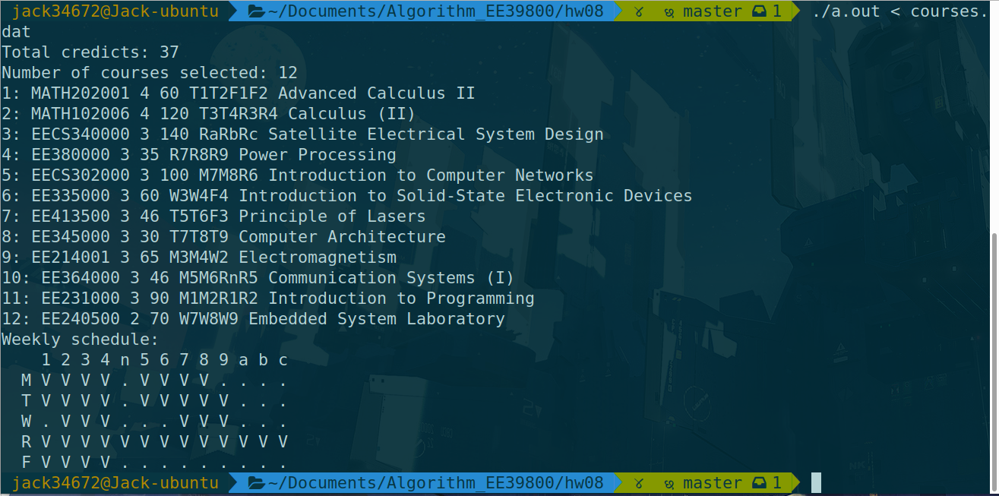 jack34672@Jack-ubuntu ~/Documents/Algorithm_EE39800/hw08 master 1 ./a.out < courses.
dat
Total credicts: 37
Number of courses selected: 12
1: MATH202001 4 60 T1T2F1F2 Advanced Calculus II
2: MATH102006 4 120 T3T4R3R4 Calculus (II)
3: EECS340000 3 140 RaRbRc Satellite Electrical System Design
4: EE380000 3 35 R7R8R9 Power Processing
5: EECS302000 3 100 M7M8R6 Introduction to Computer Networks
6: EE335000 3 60 W3W4F4 Introduction to Solid-State Electronic Devices
7: EE413500 3 46 T5T6F3 Principle of Lasers
8: EE345000 3 30 T7T8T9 Computer Architecture
9: EE214001 3 65 M3M4W2 Electromagnetism
10: EE364000 3 46 M5M6RnR5 Communication Systems (I)
11: EE231000 3 90 M1M2R1R2 Introduction to Programming
12: EE240500 2 70 W7W8W9 Embedded System Laboratory
Weekly schedule:
1 2 3 4 n 5 6 7 8 9 a b c
M V V V V . V V V V . . . .
T V V V V . V V V V V . . .
W . V V V . . . V V V . . .
R V V V V V V V V V V V V V
F V V V V . . . . . . . . .
jack34672@Jack-ubuntu ~/Documents/Algorithm_EE39800/hw08 master 1